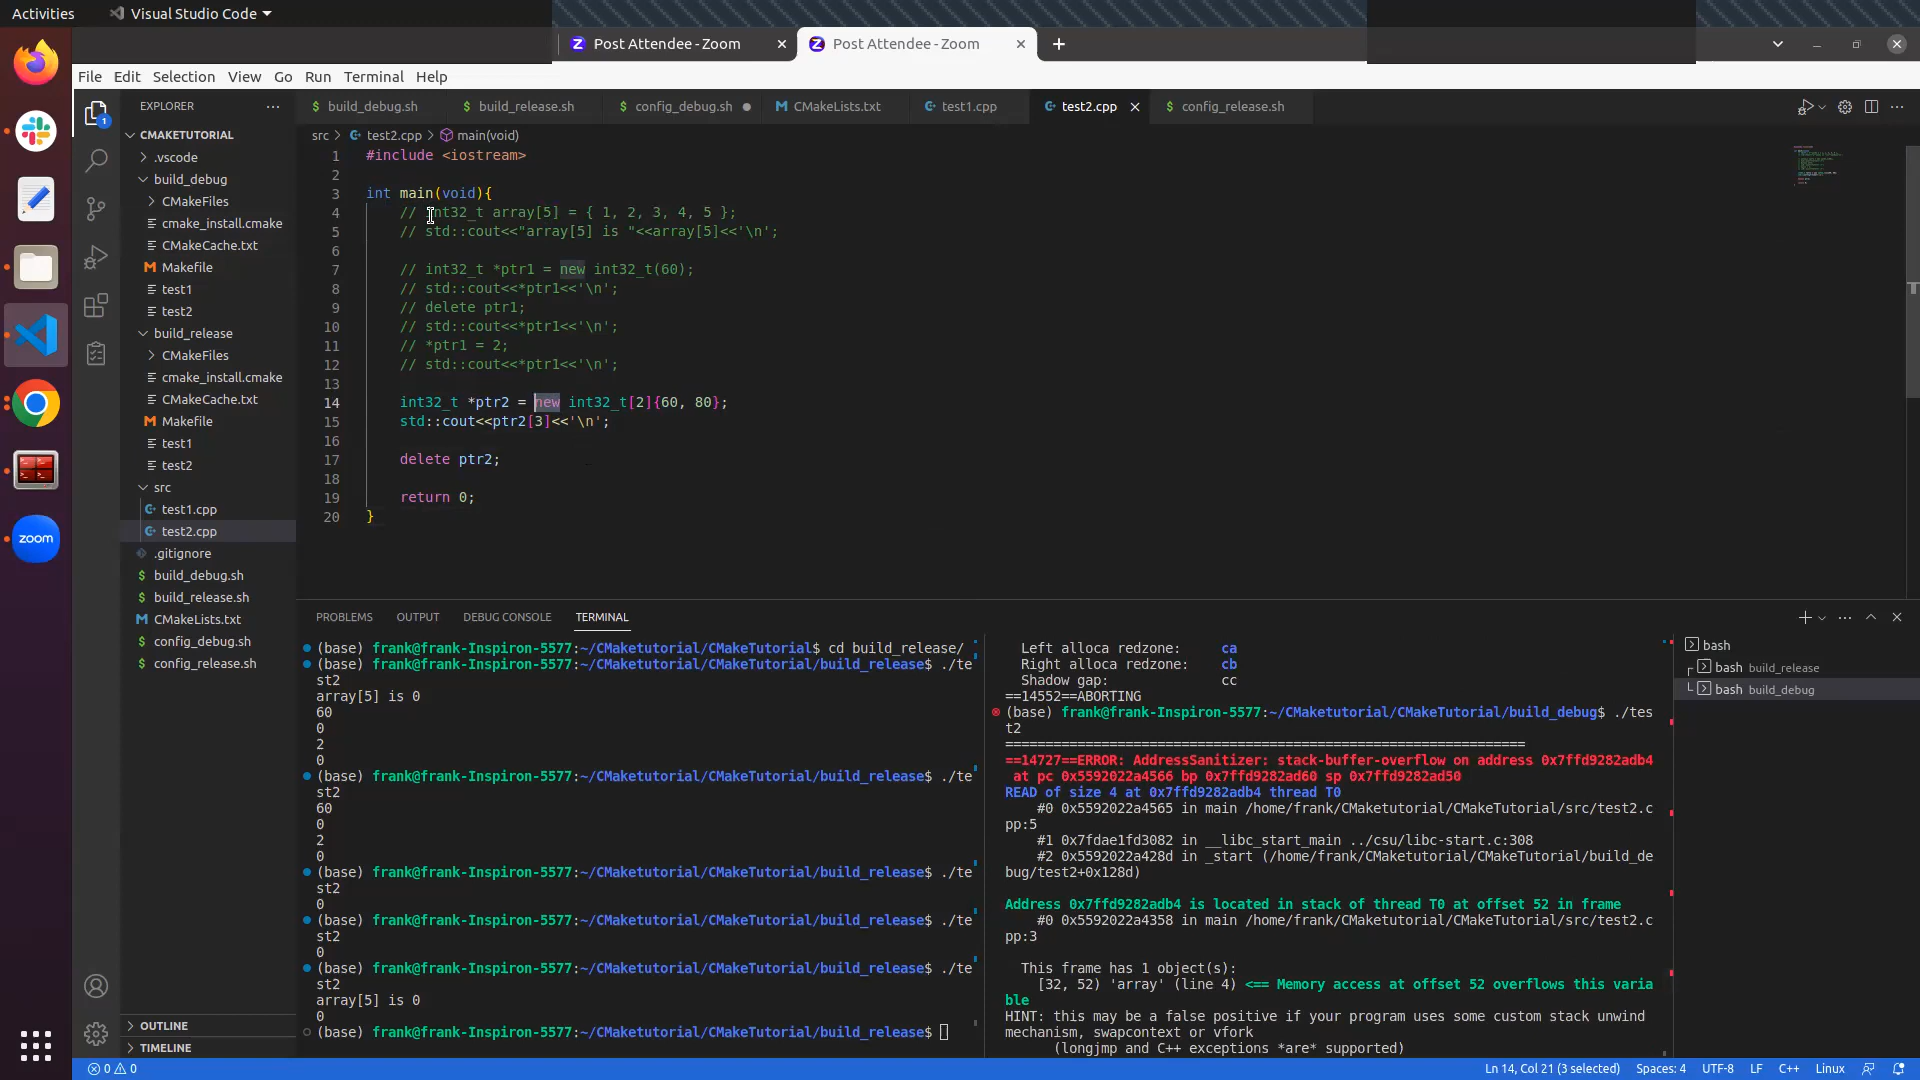 Activities
Visual Studio Code
Post Attendee - Zoom
Post Attendee - Zoom
File Edit Selection View Go Run Terminal Help
EXPLORER
build_debug.sh
build_release.sh
config_debug.sh
CMakeLists.txt
test1.cpp
test2.cpp
config_release.sh
src > test2.cpp > main(void)
CMAKETUTORIAL
.vscode
build_debug
CMakeFiles
cmake_install.cmake
CMakeCache.txt
Makefile
test1
test2
build_release
CMakeFiles
cmake_install.cmake
CMakeCache.txt
Makefile
test1
test2
src
test1.cpp
test2.cpp
.gitignore
build_debug.sh
build_release.sh
CMakeLists.txt
config_debug.sh
config_release.sh
OUTLINE
TIMELINE
1 #include <iostream>
2
3 int main(void){
4 // int32_t array[5] = { 1, 2, 3, 4, 5 };
5 // std::cout<<"array[5] is "<<array[5]<<'\n';
6
7 // int32_t *ptr1 = new int32_t(60);
8 // std::cout<<*ptr1<<'\n';
9 // delete ptr1;
10 // std::cout<<*ptr1<<'\n';
11 // *ptr1 = 2;
12 // std::cout<<*ptr1<<'\n';
13
14 int32_t *ptr2 = new int32_t[2]{60, 80};
15 std::cout<<ptr2[3]<<'\n';
16
17 delete ptr2;
18
19 return 0;
20 }
PROBLEMS OUTPUT DEBUG CONSOLE TERMINAL
(base) frank@frank-Inspiron-5577:~/CMaketutorial/CMakeTutorial$ cd build_release/
(base) frank@frank-Inspiron-5577:~/CMaketutorial/CMakeTutorial/build_release$ ./te
st2
array[5] is 0
60
0
2
0
(base) frank@frank-Inspiron-5577:~/CMaketutorial/CMakeTutorial/build_release$ ./te
st2
60
0
2
0
(base) frank@frank-Inspiron-5577:~/CMaketutorial/CMakeTutorial/build_release$ ./te
st2
0
(base) frank@frank-Inspiron-5577:~/CMaketutorial/CMakeTutorial/build_release$ ./te
st2
0
(base) frank@frank-Inspiron-5577:~/CMaketutorial/CMakeTutorial/build_release$ ./te
st2
array[5] is 0
0
(base) frank@frank-Inspiron-5577:~/CMaketutorial/CMakeTutorial/build_release$
Left alloca redzone: ca
Right alloca redzone: cb
Shadow gap: cc
==14552==ABORTING
(base) frank@frank-Inspiron-5577:~/CMaketutorial/CMakeTutorial/build_debug$ ./tes
t2
=================================================================
==14727==ERROR: AddressSanitizer: stack-buffer-overflow on address 0x7ffd9282adb4
at pc 0x5592022a4566 bp 0x7ffd9282ad60 sp 0x7ffd9282ad50
READ of size 4 at 0x7ffd9282adb4 thread T0
#0 0x5592022a4565 in main /home/frank/CMaketutorial/CMakeTutorial/src/test2.c
pp:5
#1 0x7fdae1fd3082 in __libc_start_main ../csu/libc-start.c:308
#2 0x5592022a428d in _start (/home/frank/CMaketutorial/CMakeTutorial/build_de
bug/test2+0x128d)
Address 0x7ffd9282adb4 is located in stack of thread T0 at offset 52 in frame
#0 0x5592022a4358 in main /home/frank/CMaketutorial/CMakeTutorial/src/test2.c
pp:3
This frame has 1 object(s):
[32, 52) 'array' (line 4) <== Memory access at offset 52 overflows this varia
ble
HINT: this may be a false positive if your program uses some custom stack unwind
mechanism, swapcontext or vfork
(longjmp and C++ exceptions *are* supported)
bash
bash build_release
bash build_debug
zoom
1
0 0
Ln 14, Col 21 (3 selected) Spaces: 4 UTF-8 LF C++ Linux